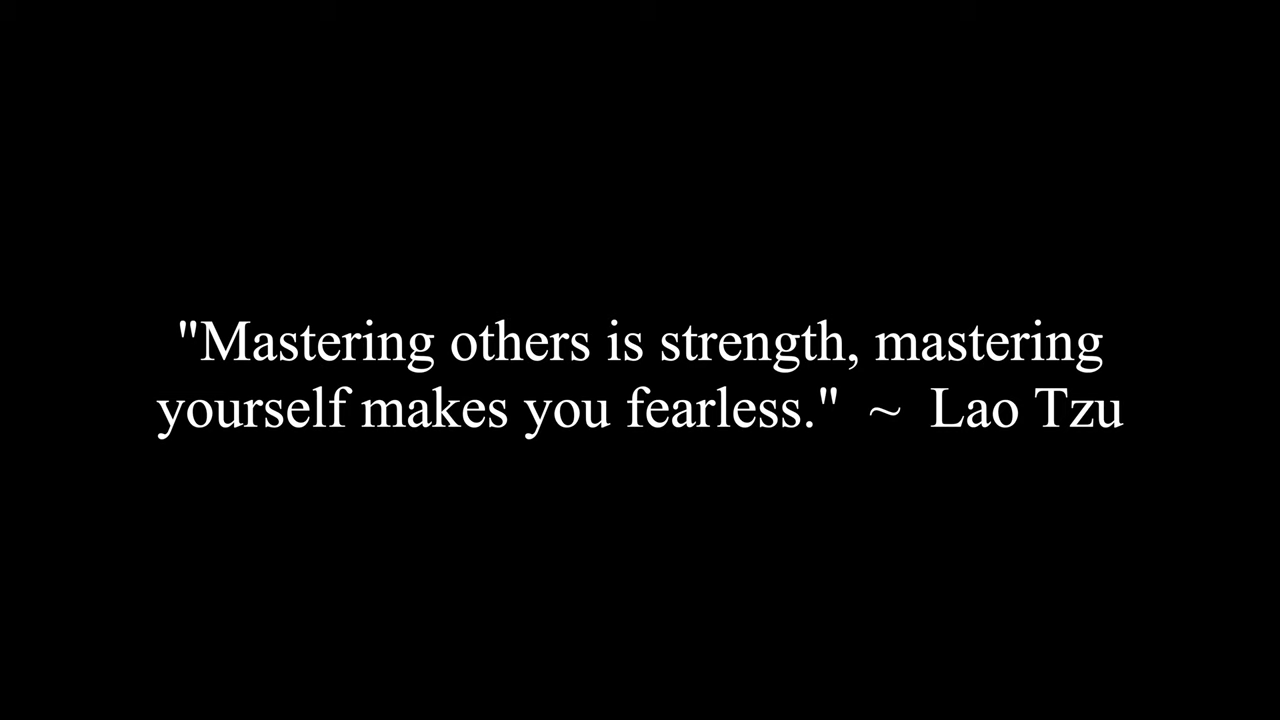 "Mastering others is strength, mastering
yourself makes you fearless."  ~  Lao Tzu